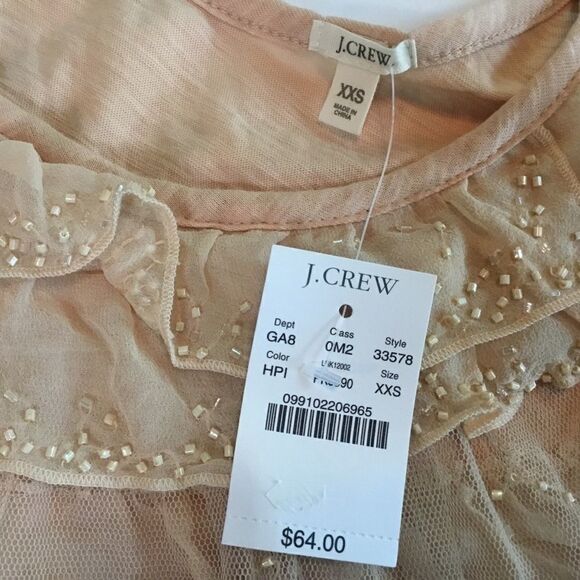 J.CREW
XXS
MADE IN
CHINA
J.CREW
Dept Class Style
GA8 0M2 33578
Color LNK12002 Size
HPI XXS
099102206965
$64.00